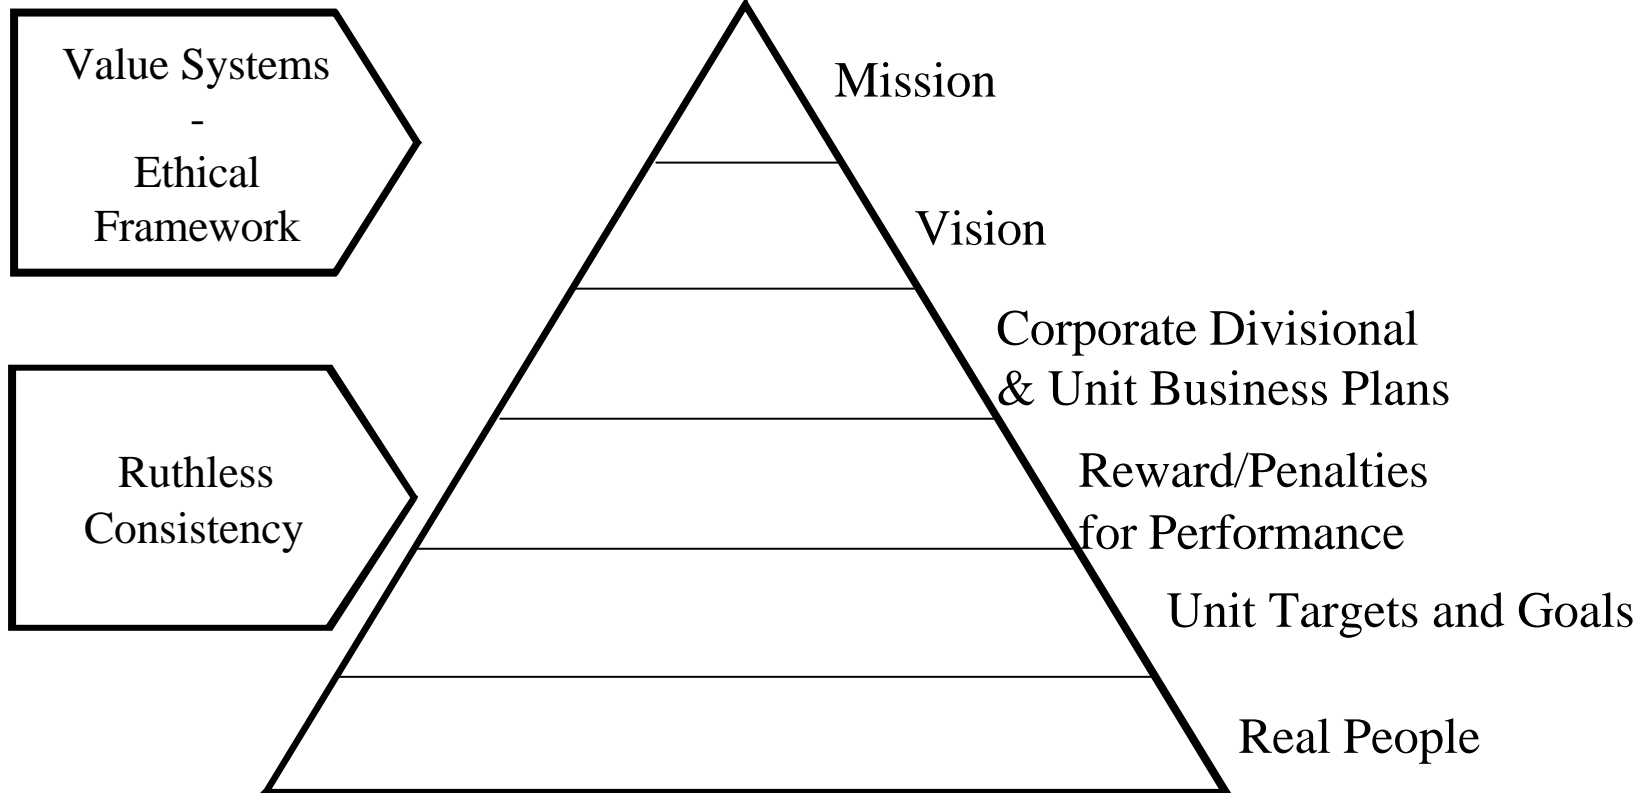 Value Systems
-
Ethical
Framework
Ruthless
Consistency
Mission
Vision
Corporate Divisional
& Unit Business Plans
Reward/Penalties
for Performance
Unit Targets and Goals
Real People